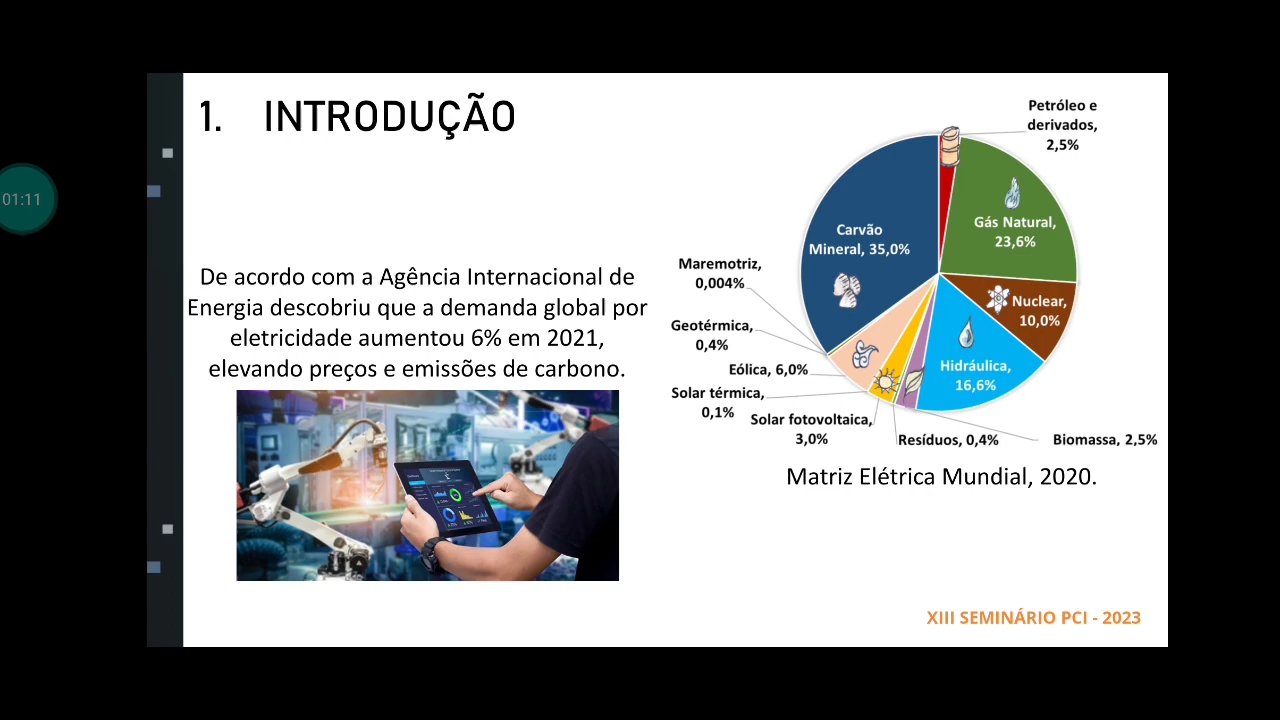 1. INTRODUÇÃO
01:11
De acordo com a Agência Internacional de
Energia descobriu que a demanda global por
eletricidade aumentou 6% em 2021,
elevando preços e emissões de carbono.
Petróleo e
derivados,
2,5%
Gás Natural,
23,6%
Carvão
Mineral, 35,0%
Nuclear,
10,0%
Hidráulica,
16,6%
Maremotriz,
0,004%
Geotérmica,
0,4%
Eólica, 6,0%
Solar térmica,
0,1%
Solar fotovoltaica,
3,0%
Resíduos, 0,4%
Biomassa, 2,5%
Matriz Elétrica Mundial, 2020.
XIII SEMINÁRIO PCI - 2023